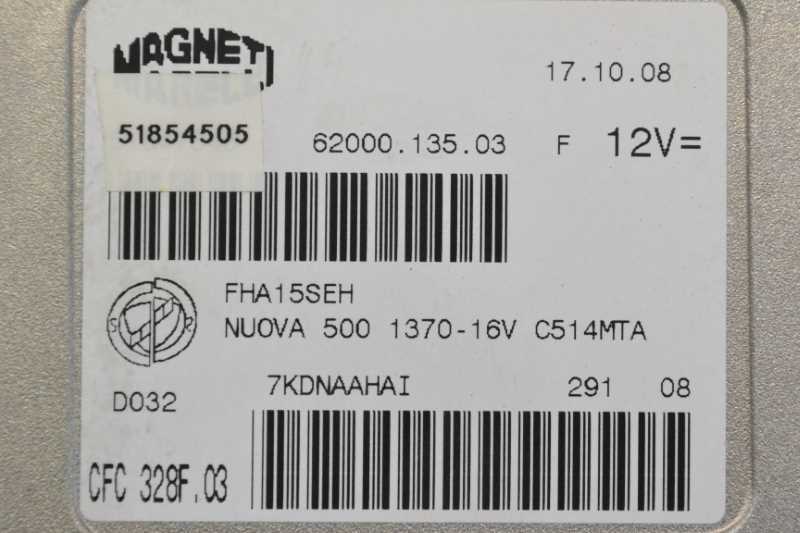 MAGNETI
MARELLI
17.10.08
51854505
62000.135.03 F 12V=
FHA15SEH
S R
NUOVA 500 1370-16V C514MTA
7KDNAAHAI 291 08
D032
CFC 328F.03